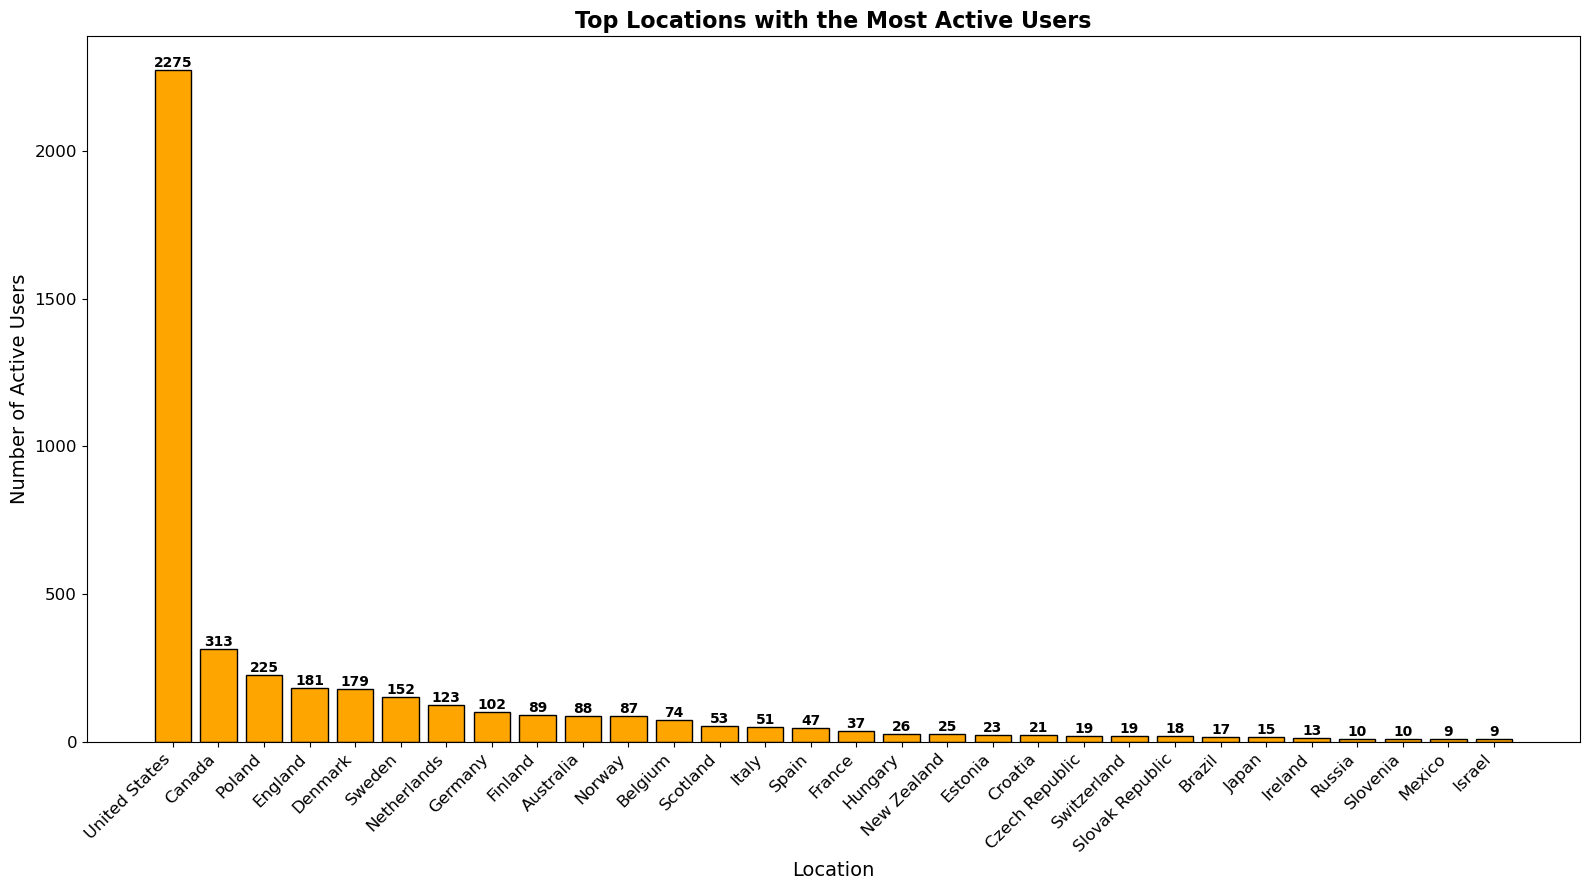 Top Locations with the Most Active Users
Number of Active Users
2000
1500
1000
500
0
2275
313
225
181
179
152
123
102
89
88
87
74
53
51
47
37
26
25
23
21
19
19
18
17
15
13
10
10
9
9
United States
Canada
Poland
England
Denmark
Sweden
Netherlands
Germany
Finland
Australia
Norway
Belgium
Scotland
Italy
Spain
France
Hungary
New Zealand
Estonia
Croatia
Czech Republic
Switzerland
Slovak Republic
Brazil
Japan
Ireland
Russia
Slovenia
Mexico
Israel
Location